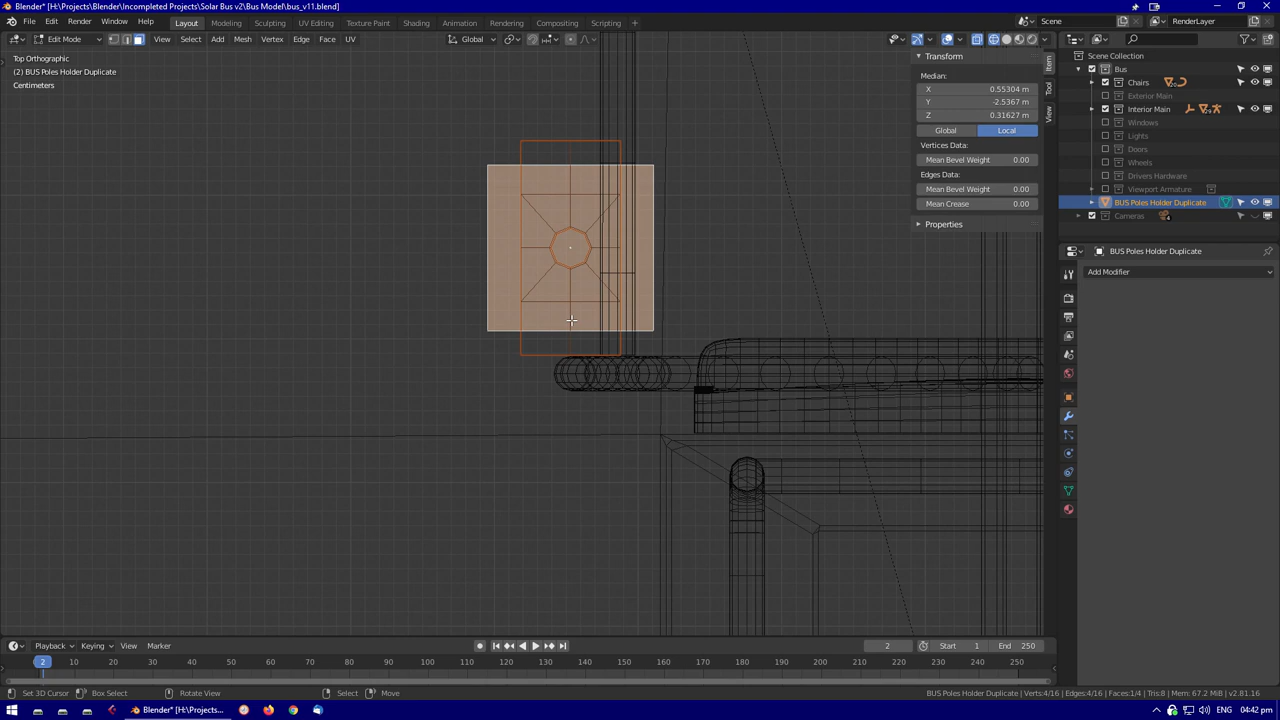 Blender* [H:\Projects\Blender\Incompleted Projects\Solar Bus v2\Bus Model\bus_v11.blend]
File Edit Render Window Help Layout Modeling Sculpting UV Editing Texture Paint Shading Animation Rendering Compositing Scripting + Scene RenderLayer
Edit Mode View Select Add Mesh Vertex Edge Face UV Global
Top Orthographic
(2) BUS Poles Holder Duplicate
Centimeters
Transform
Median:
X 0.55304 m
Y -2.5367 m
Z 0.31627 m
Global Local
Vertices Data:
Mean Bevel Weight 0.00
Edges Data:
Mean Bevel Weight 0.00
Mean Crease 0.00
Properties
Item
Tool
View
Scene Collection
Bus
Chairs
Exterior Main
Interior Main
Windows
Lights
Doors
Wheels
Drivers Hardware
Viewport Armature
BUS Poles Holder Duplicate
Cameras
BUS Poles Holder Duplicate
Add Modifier
Playback Keying View Marker 2 Start 1 End 250
2 10 20 30 40 50 60 70 80 90 100 110 120 130 140 150 160 170 180 190 200 210 220 230 240 250
Set 3D Cursor Box Select Rotate View Select Move BUS Poles Holder Duplicate | Verts:4/16 | Edges:4/16 | Faces:1/4 | Tris:8 | Mem: 67.2 MiB | v2.81.16
Blender* [H:\Projects... ENG 04:42 pm